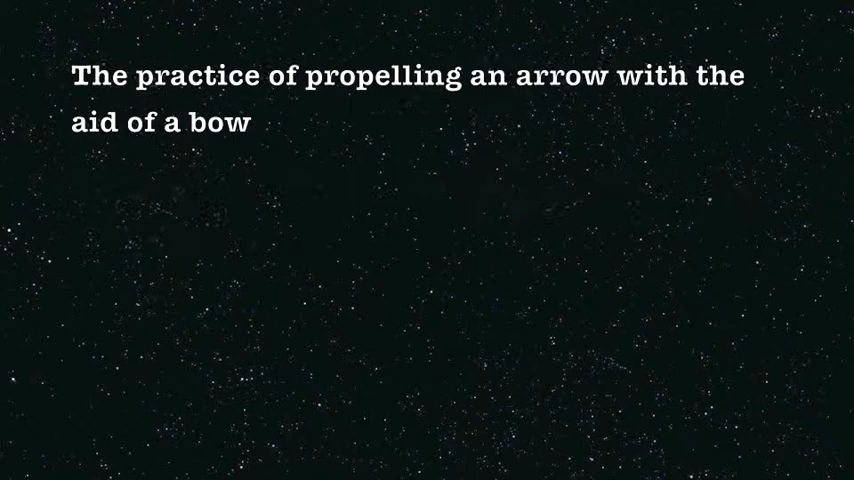 The practice of propelling an arrow with the
aid of a bow